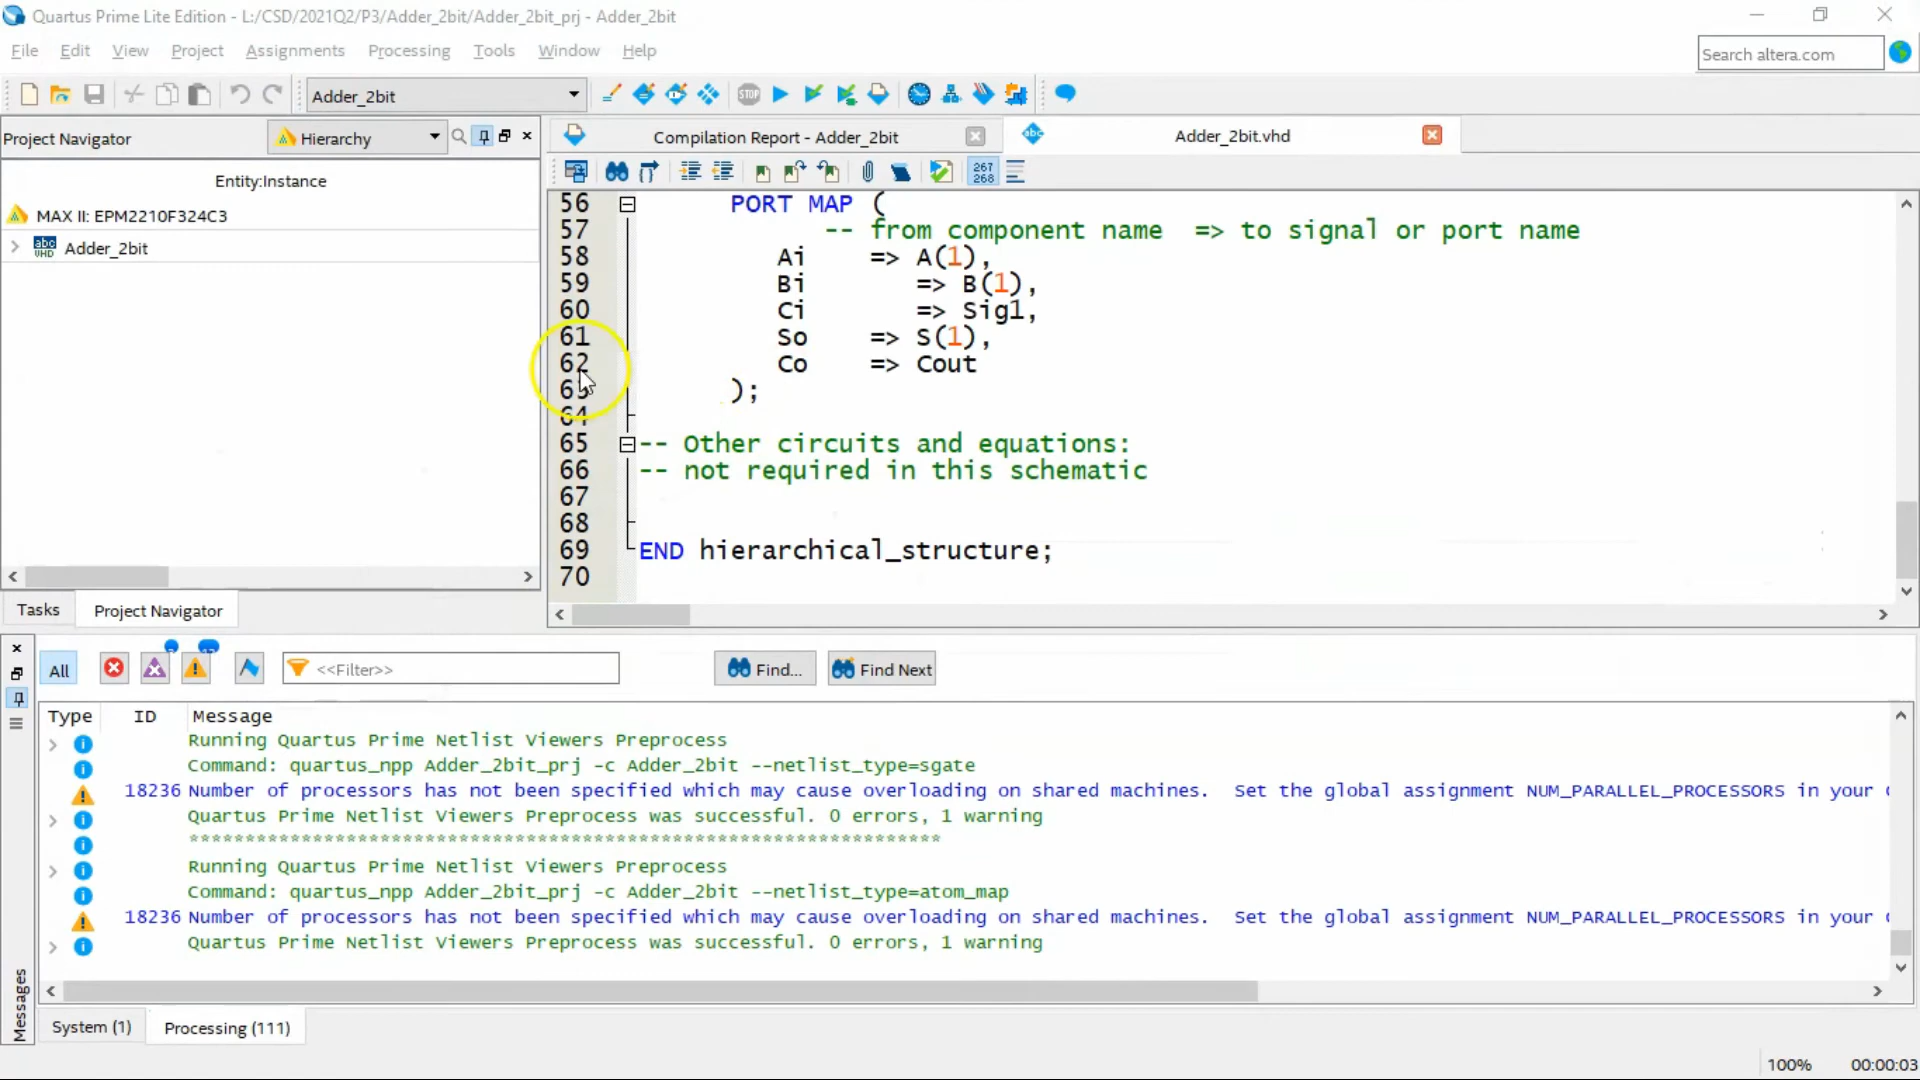 Quartus Prime Lite Edition - L:/CSD/2021Q2/P3/Adder_2bit/Adder_2bit_prj - Adder_2bit
File Edit View Project Assignments Processing Tools Window Help
Search altera.com
Adder_2bit
STOP
Project Navigator
Hierarchy
Compilation Report - Adder_2bit
abc
Adder_2bit.vhd
267
268
Entity:Instance
MAX II: EPM2210F324C3
abc
VHD
Adder_2bit
56 PORT MAP (
57 -- from component name => to signal or port name
58 Ai => A(1),
59 Bi => B(1),
60 Ci => Sig1,
61 So => S(1),
62 Co => Cout
63 );
64
65 -- Other circuits and equations:
66 -- not required in this schematic
67
68
69 END hierarchical_structure;
70
Tasks Project Navigator
All
<<Filter>>
Find...
Find Next
Type ID Message
Running Quartus Prime Netlist Viewers Preprocess
Command: quartus_npp Adder_2bit_prj -c Adder_2bit --netlist_type=sgate
18236 Number of processors has not been specified which may cause overloading on shared machines. Set the global assignment NUM_PARALLEL_PROCESSORS in your
Quartus Prime Netlist Viewers Preprocess was successful. 0 errors, 1 warning
*******************************************************************
Running Quartus Prime Netlist Viewers Preprocess
Command: quartus_npp Adder_2bit_prj -c Adder_2bit --netlist_type=atom_map
18236 Number of processors has not been specified which may cause overloading on shared machines. Set the global assignment NUM_PARALLEL_PROCESSORS in your
Quartus Prime Netlist Viewers Preprocess was successful. 0 errors, 1 warning
Messages
System (1) Processing (111)
100% 00:00:03